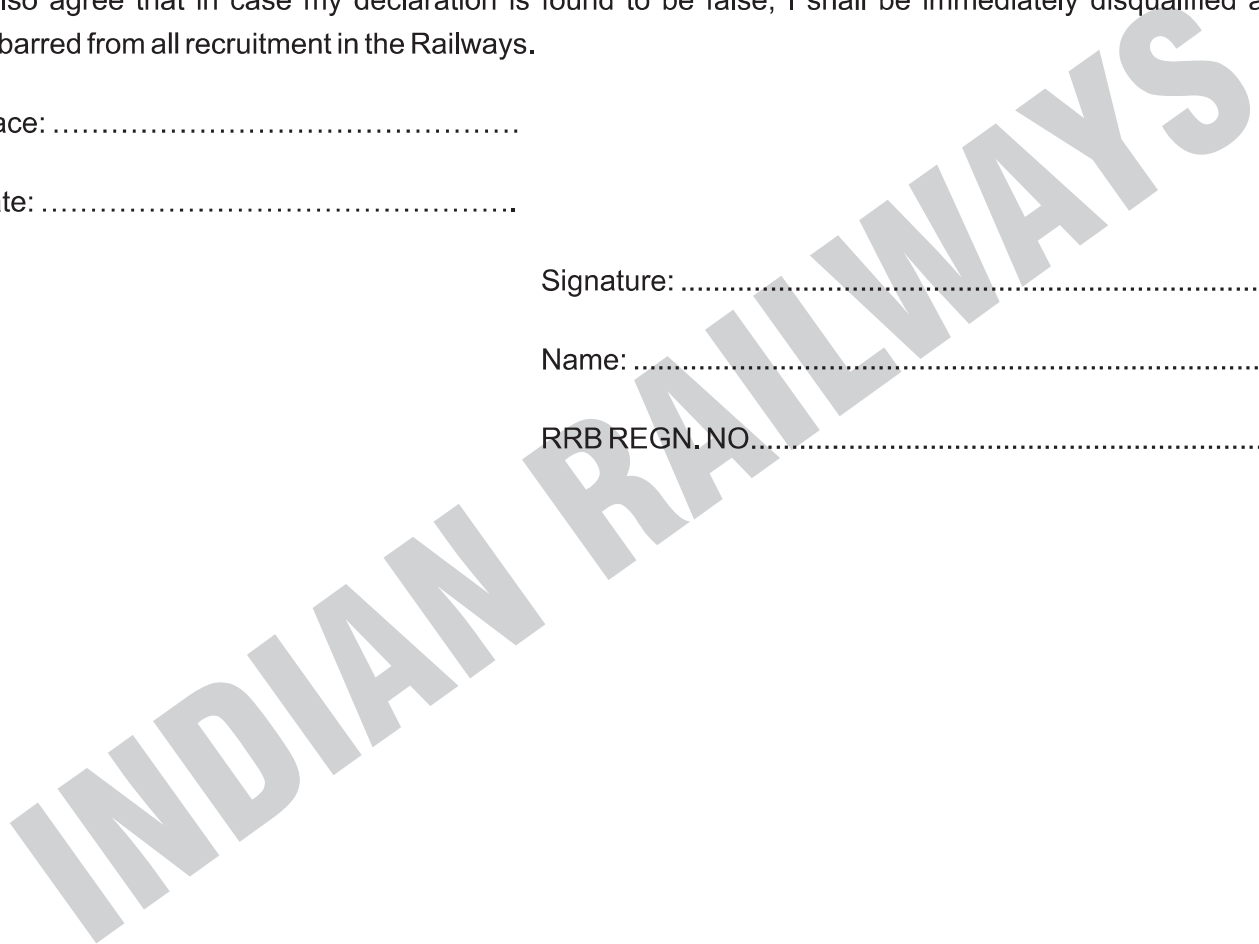 lso agree that in case my declaration is found to be false, I shall be immediately disqualified a
barred from all recruitment in the Railways.
ace: ................................................
te: .................................................
Signature: ......................................................................
Name: ............................................................................
RRB REGN. NO..............................................................
INDIAN RAILWAYS